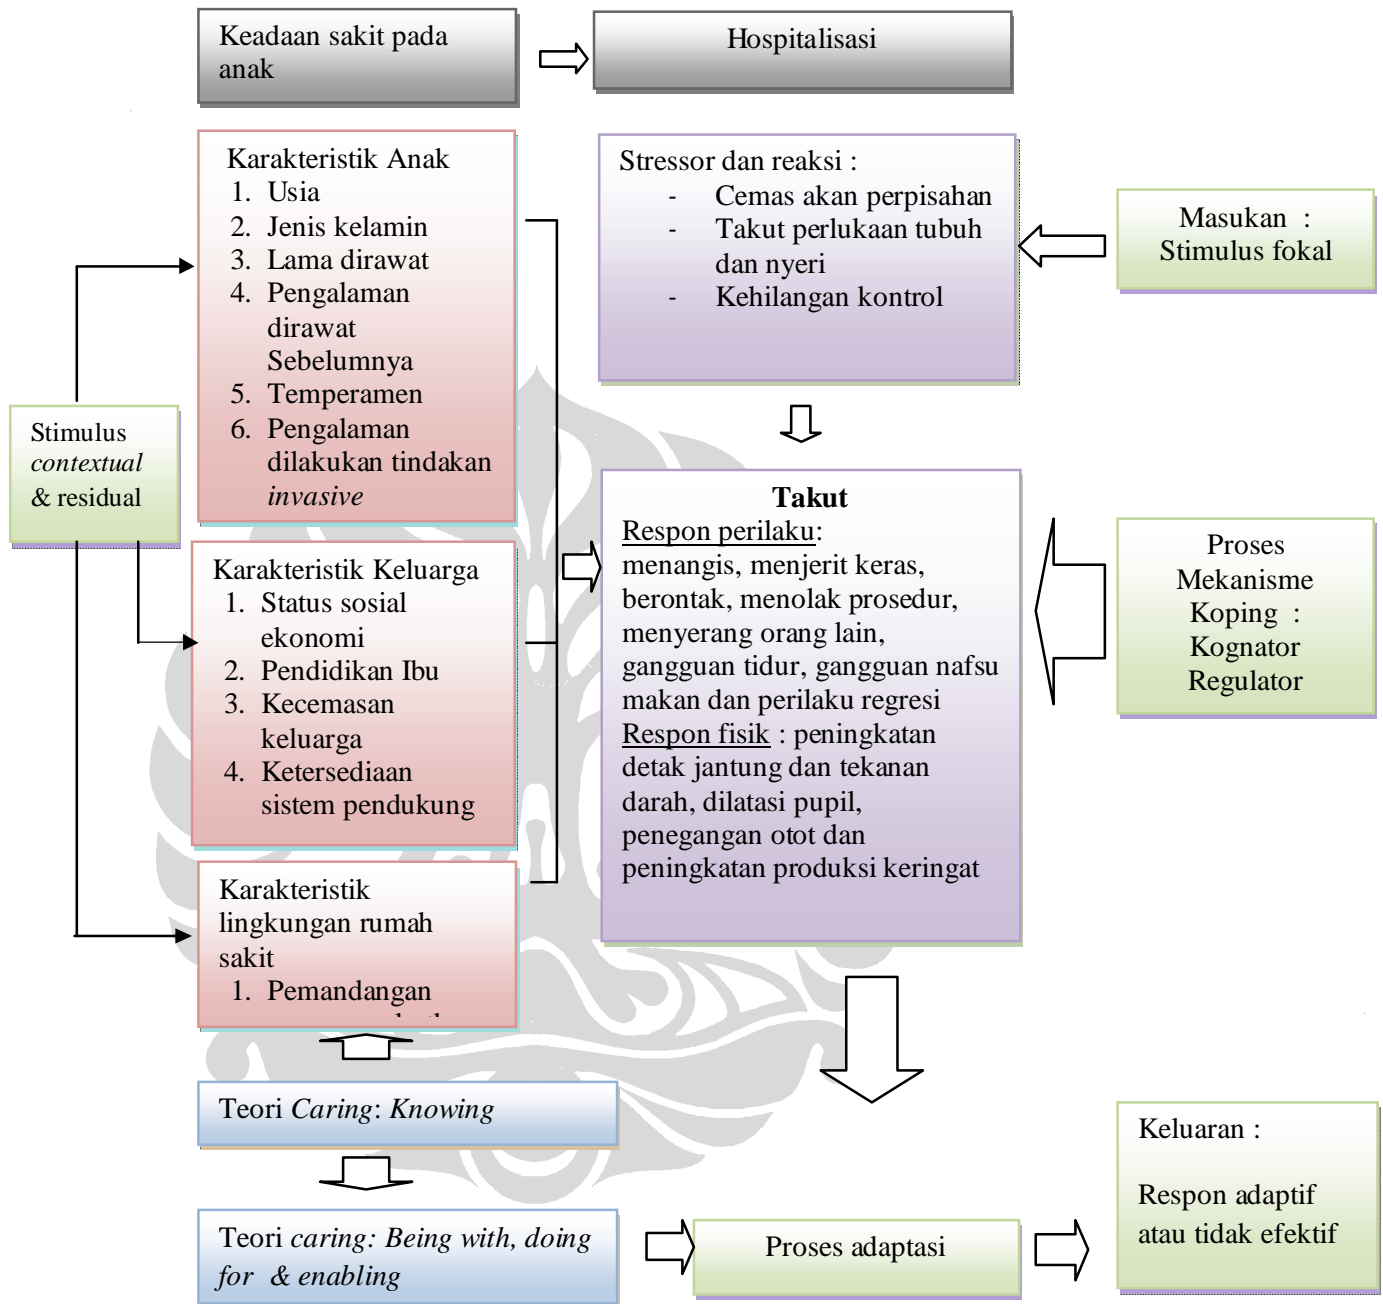 Keadaan sakit pada
anak
Hospitalisasi
Karakteristik Anak
1. Usia
2. Jenis kelamin
3. Lama dirawat
4. Pengalaman
dirawat
Sebelumnya
5. Temperamen
6. Pengalaman
dilakukan tindakan
invasive
Stressor dan reaksi :
- Cemas akan perpisahan
- Takut perlukaan tubuh
dan nyeri
- Kehilangan kontrol
Masukan :
Stimulus fokal
Stimulus
contextual
& residual
Karakteristik Keluarga
1. Status sosial
ekonomi
2. Pendidikan Ibu
3. Kecemasan
keluarga
4. Ketersediaan
sistem pendukung
Takut
Respon perilaku:
menangis, menjerit keras,
berontak, menolak prosedur,
menyerang orang lain,
gangguan tidur, gangguan nafsu
makan dan perilaku regresi
Respon fisik : peningkatan
detak jantung dan tekanan
darah, dilatasi pupil,
penegangan otot dan
peningkatan produksi keringat
Proses
Mekanisme
Koping :
Kognator
Regulator
Karakteristik
lingkungan rumah
sakit
1. Pemandangan
Teori Caring: Knowing
Teori caring: Being with, doing
for & enabling
Proses adaptasi
Keluaran :
Respon adaptif
atau tidak efektif